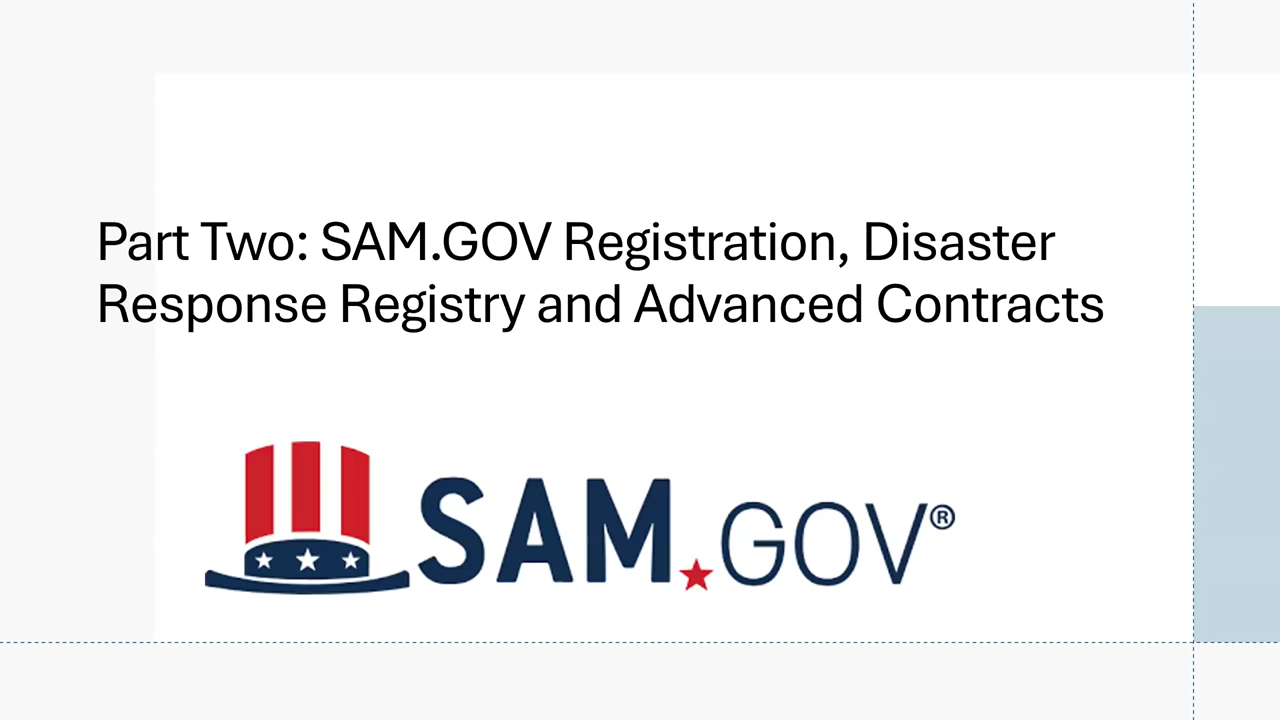 Part Two: SAM.GOV Registration, Disaster
Response Registry and Advanced Contracts
SAM.GOV®